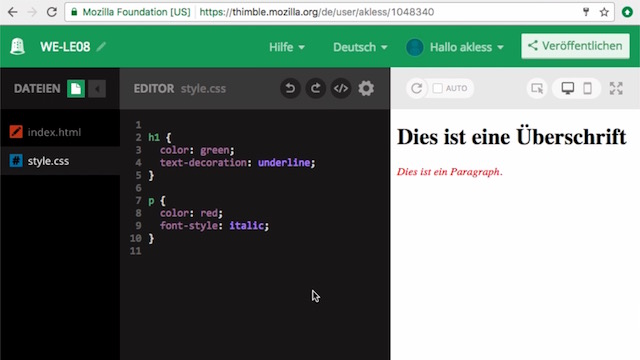 Mozilla Foundation [US] https://thimble.mozilla.org/de/user/akless/1048340
WE-LE08 Hilfe Deutsch Hallo akless Veröffentlichen
DATEIEN EDITOR style.css AUTO
index.html
style.css
1
2 h1 {
3 color: green;
4 text-decoration: underline;
5 }
6
7 p {
8 color: red;
9 font-style: italic;
10 }
11
Dies ist eine Überschrift
Dies ist ein Paragraph.